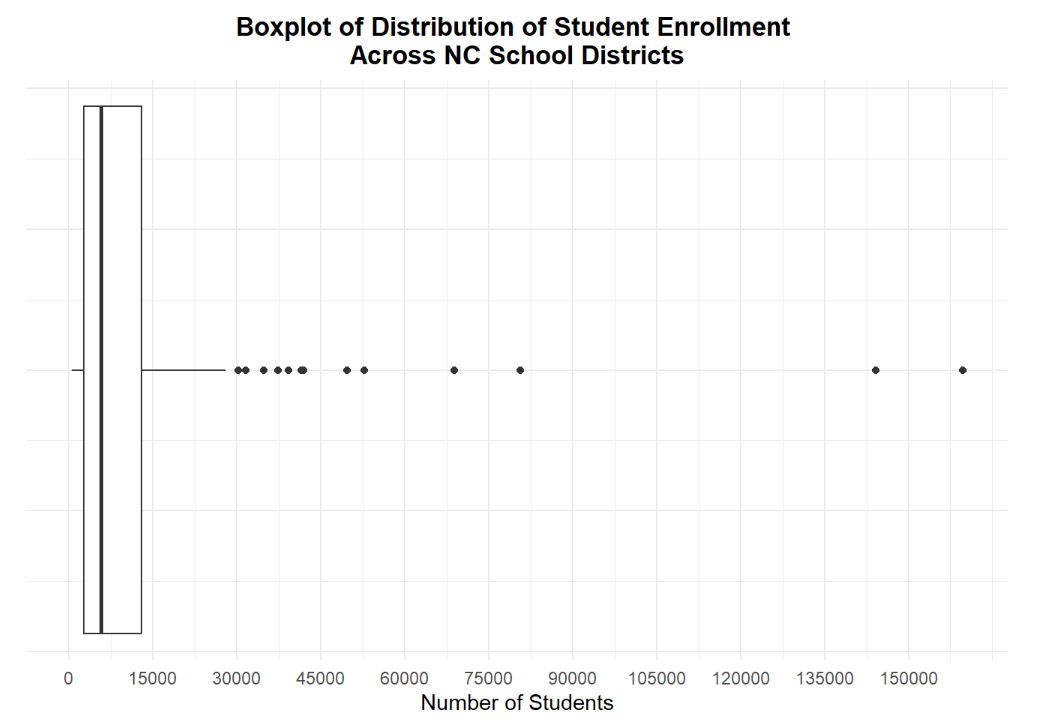 Boxplot of Distribution of Student Enrollment
Across NC School Districts
0 15000 30000 45000 60000 75000 90000 105000 120000 135000 150000
Number of Students